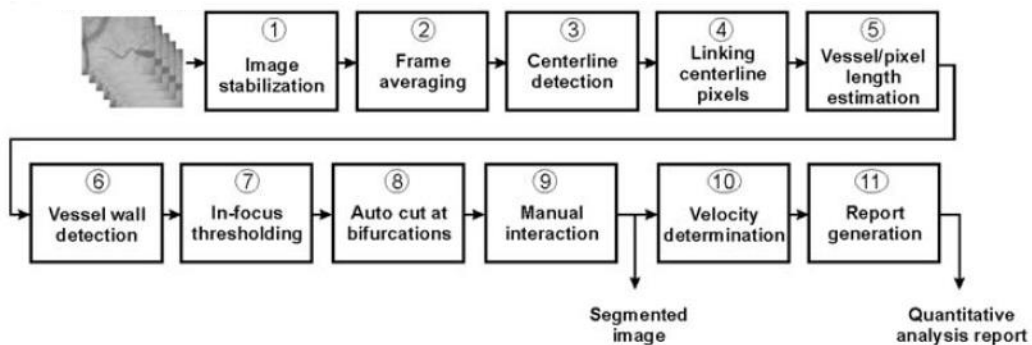 ①
Image
stabilization
②
Frame
averaging
③
Centerline
detection
④
Linking
centerline
pixels
⑤
Vessel/pixel
length
estimation
⑥
Vessel wall
detection
⑦
In-focus
thresholding
⑧
Auto cut at
bifurcations
⑨
Manual
interaction
⑩
Velocity
determination
⑪
Report
generation
Segmented
image
Quantitative
analysis report